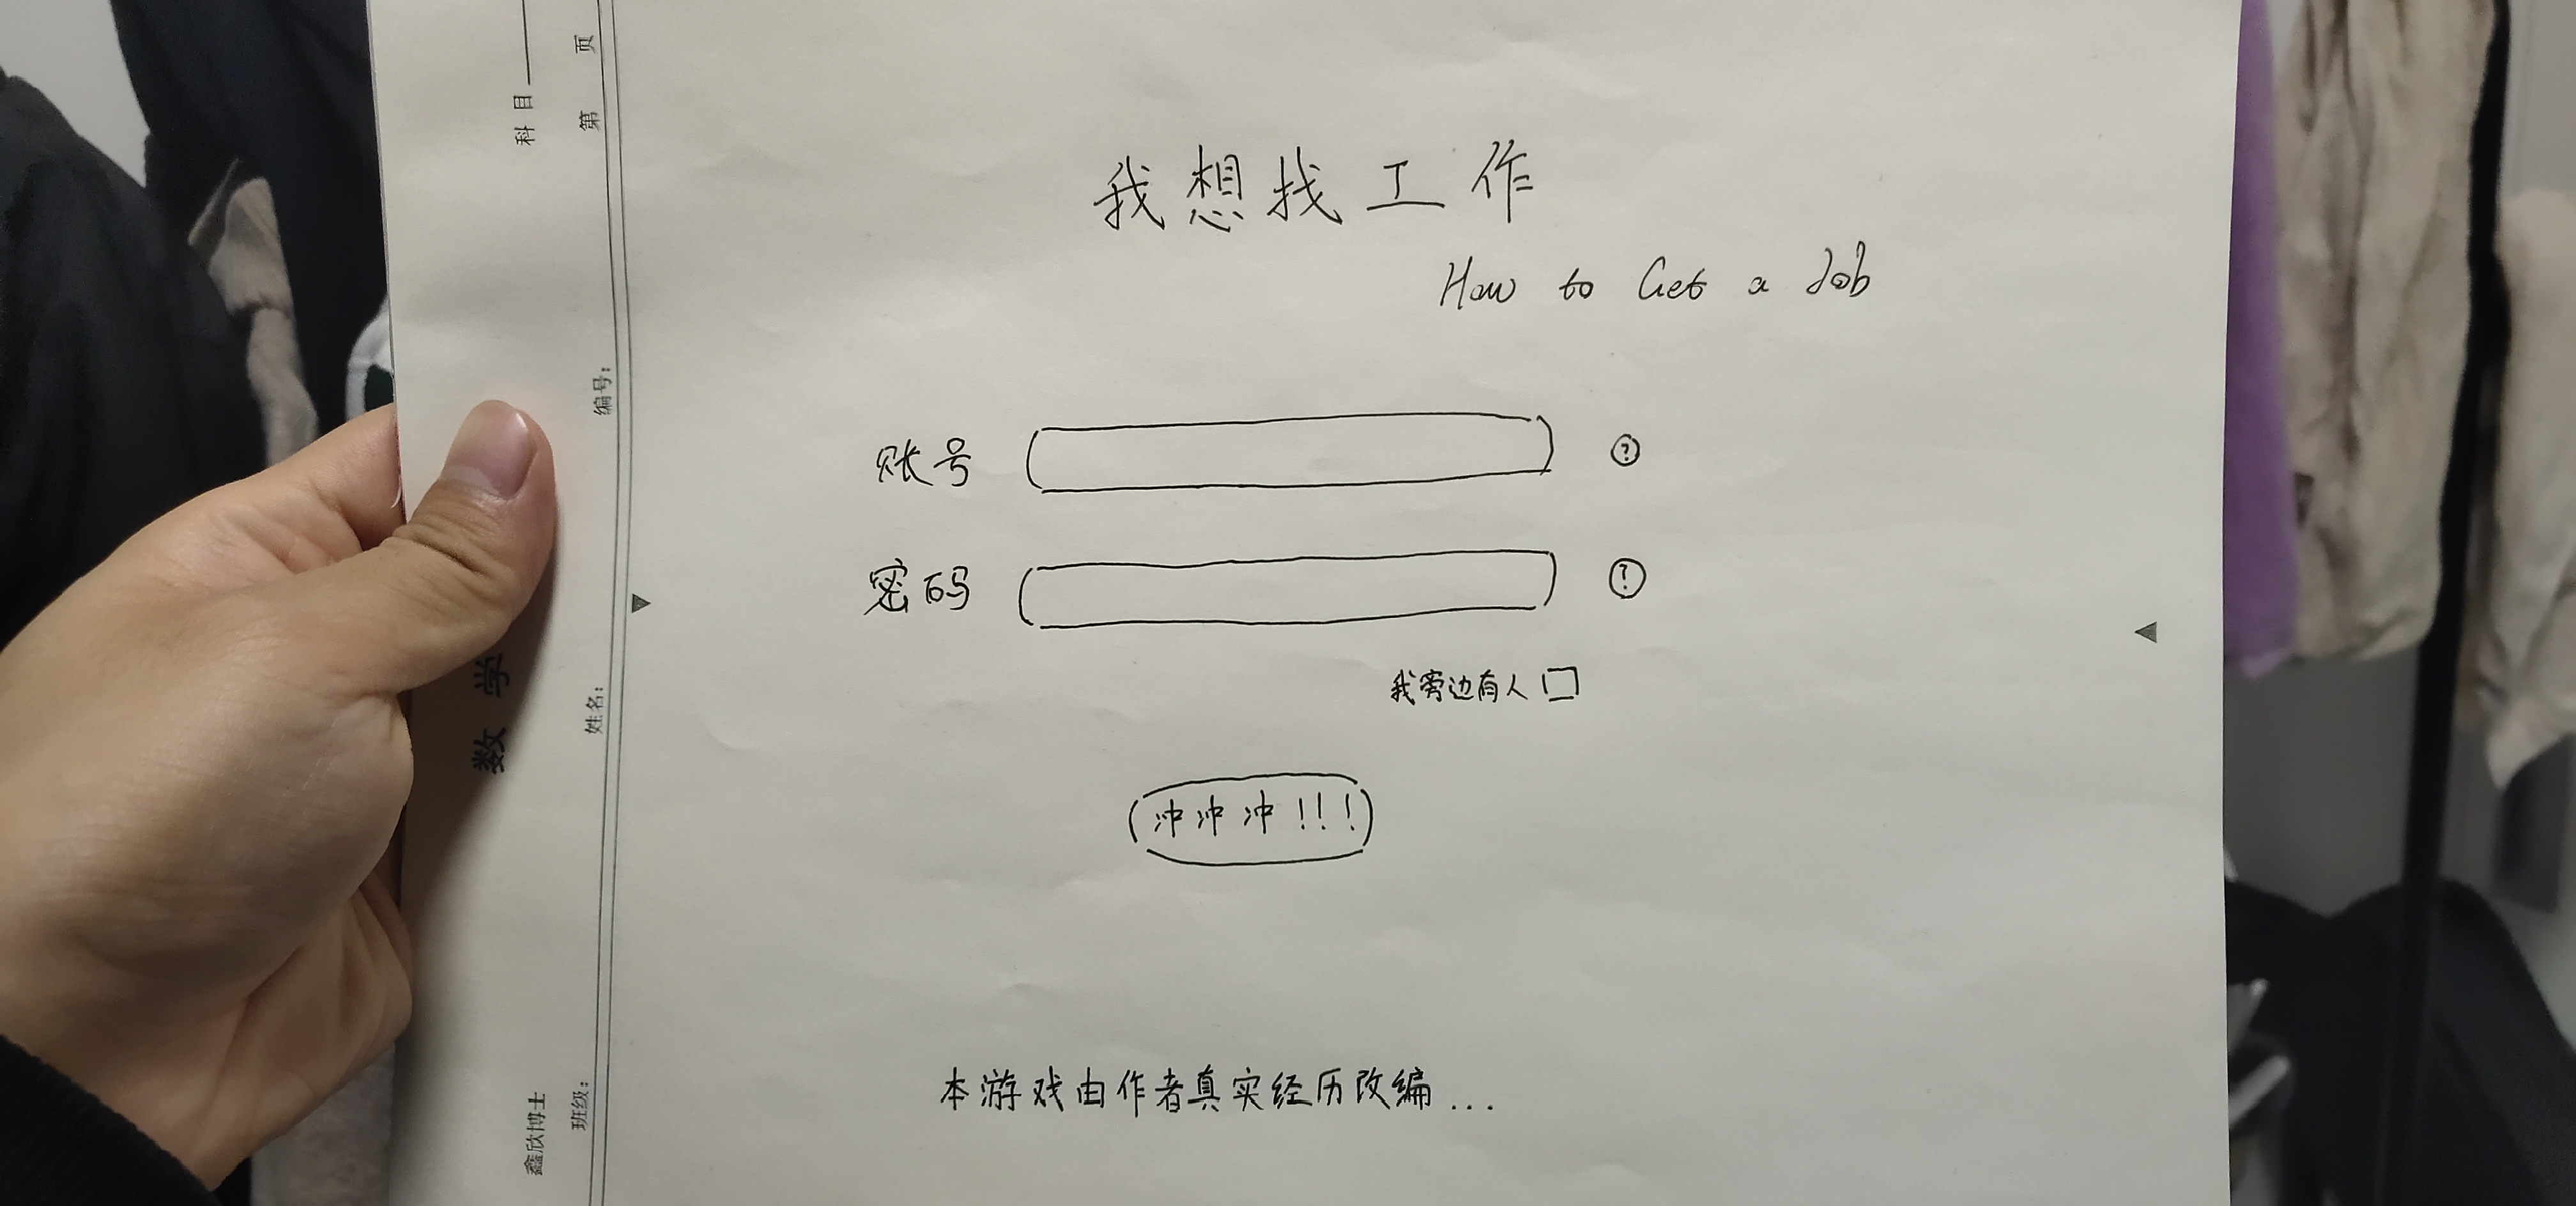 我想找工作
How to Get a Job
账号 ?
密码 !
我旁边有人
冲冲冲!!!
本游戏由作者真实经历改编...
科目
第 页
编号:
数学
姓名:
鑫欣博士
班级: